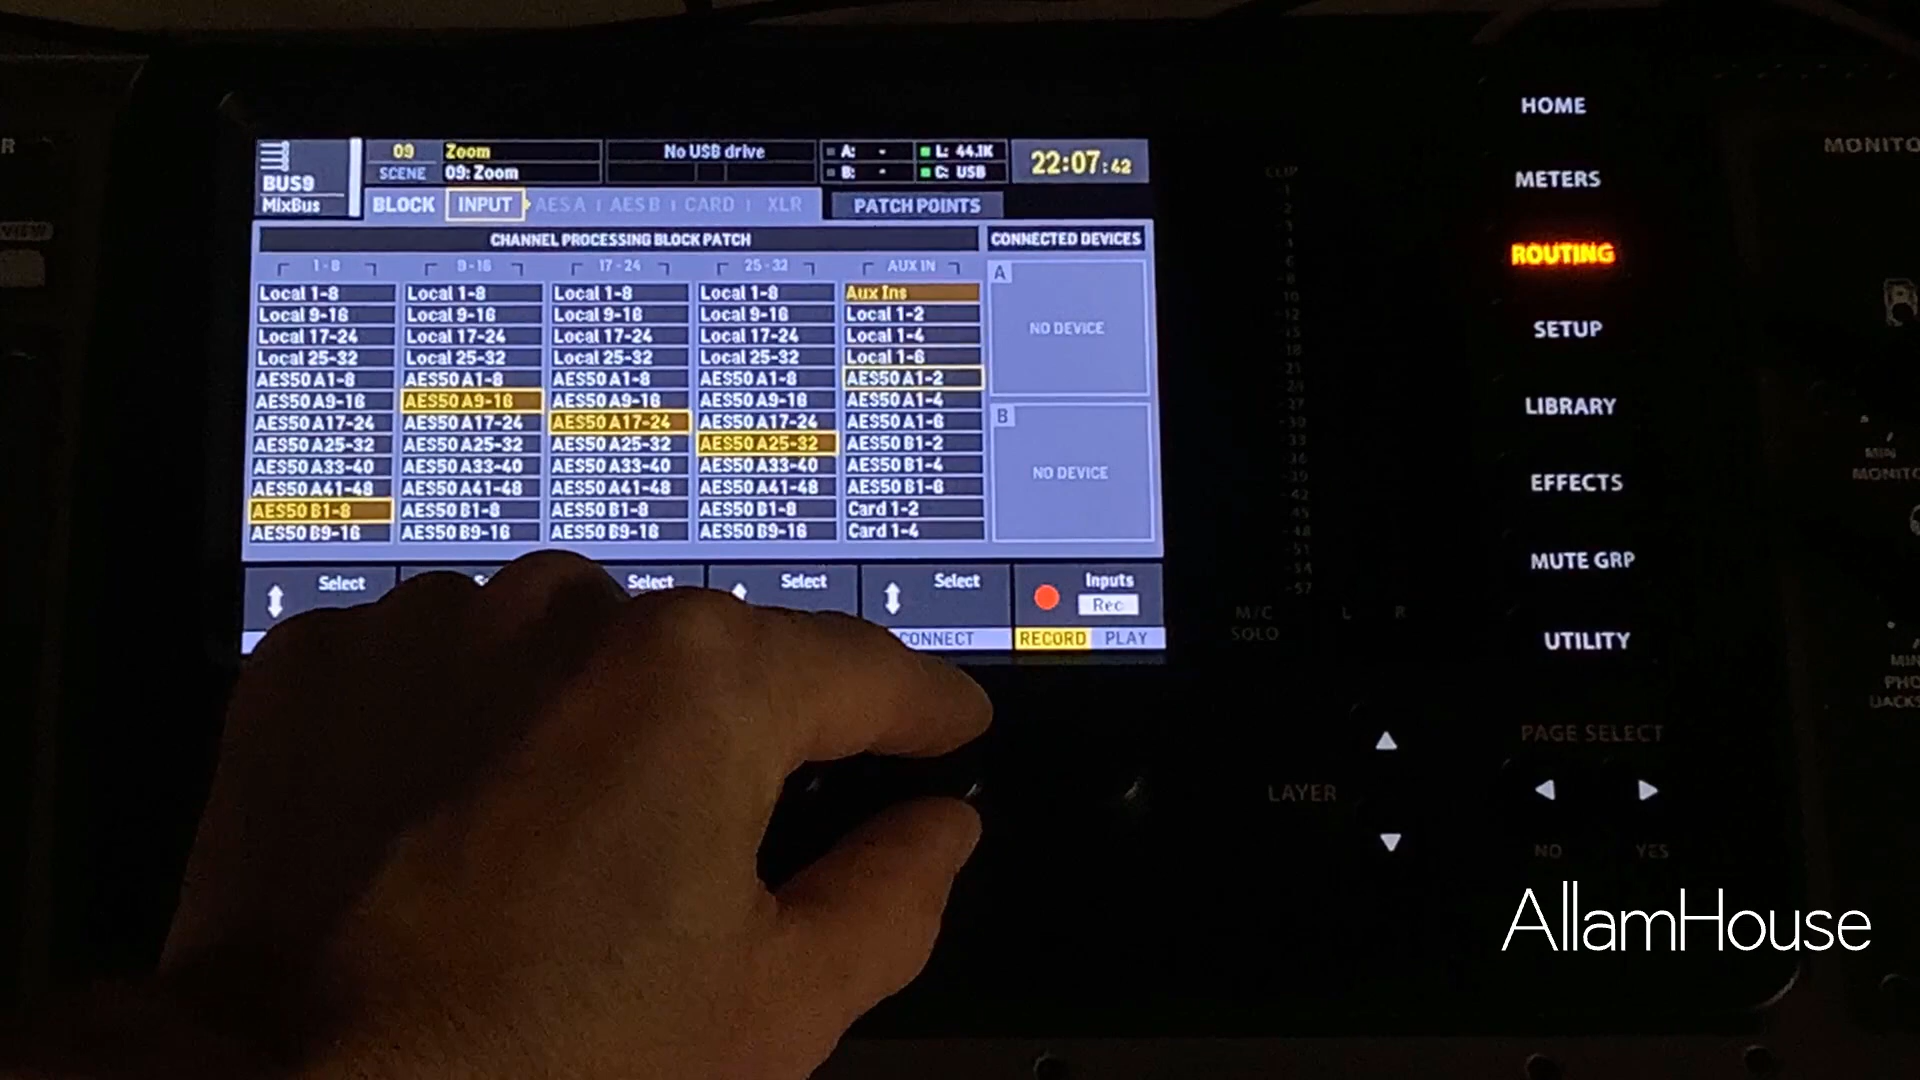 BUS9
MixBus
09
SCENE
Zoom
09: Zoom
No USB drive
A: -
B: -
L: 44.1K
C: USB
22:07:42
BLOCK
INPUT
AES A
AES B
CARD
XLR
PATCH POINTS
CHANNEL PROCESSING BLOCK PATCH
CONNECTED DEVICES
1-8
9-16
17-24
25-32
AUX IN
Local 1-8
Local 9-16
Local 17-24
Local 25-32
AES50 A1-8
AES50 A9-16
AES50 A17-24
AES50 A25-32
AES50 A33-40
AES50 A41-48
AES50 B1-8
AES50 B9-16
Local 1-8
Local 9-16
Local 17-24
Local 25-32
AES50 A1-8
AES50 A9-16
AES50 A17-24
AES50 A25-32
AES50 A33-40
AES50 A41-48
AES50 B1-8
AES50 B9-16
Local 1-8
Local 9-16
Local 17-24
Local 25-32
AES50 A1-8
AES50 A9-16
AES50 A17-24
AES50 A25-32
AES50 A33-40
AES50 A41-48
AES50 B1-8
AES50 B9-16
Local 1-8
Local 9-16
Local 17-24
Local 25-32
AES50 A1-8
AES50 A9-16
AES50 A17-24
AES50 A25-32
AES50 A33-40
AES50 A41-48
AES50 B1-8
AES50 B9-16
Aux Ins
Local 1-2
Local 1-4
Local 1-6
AES50 A1-2
AES50 A1-4
AES50 A1-6
AES50 B1-2
AES50 B1-4
AES50 B1-6
Card 1-2
Card 1-4
A
NO DEVICE
B
NO DEVICE
Select
Select
Select
Select
Inputs
Rec
CONNECT
RECORD
PLAY
HOME
METERS
ROUTING
SETUP
LIBRARY
EFFECTS
MUTE GRP
UTILITY
PAGE SELECT
LAYER
NO
YES
CLIP
M/C
SOLO
L
R
VIEW
AllamHouse